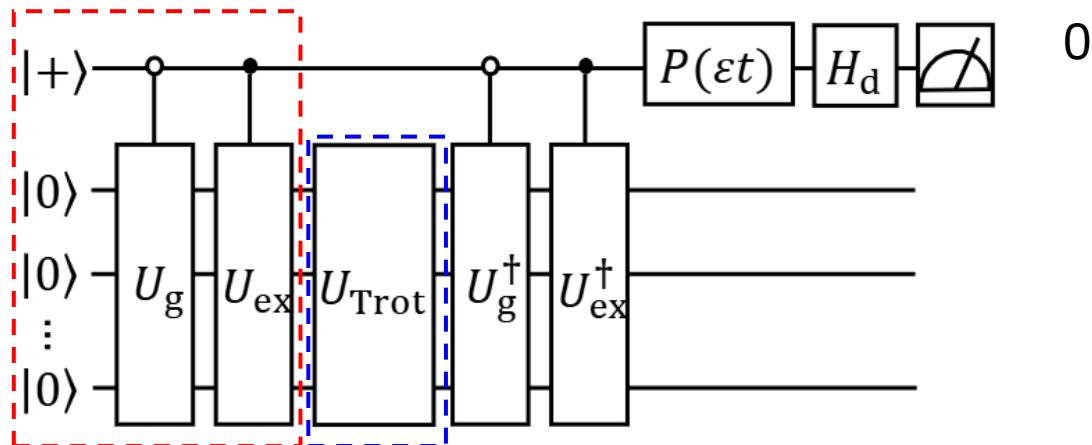 |+⟩ P(εt) H_d 0
|0⟩
|0⟩ U_g U_ex U_Trot U_g^† U_ex^†
...
|0⟩